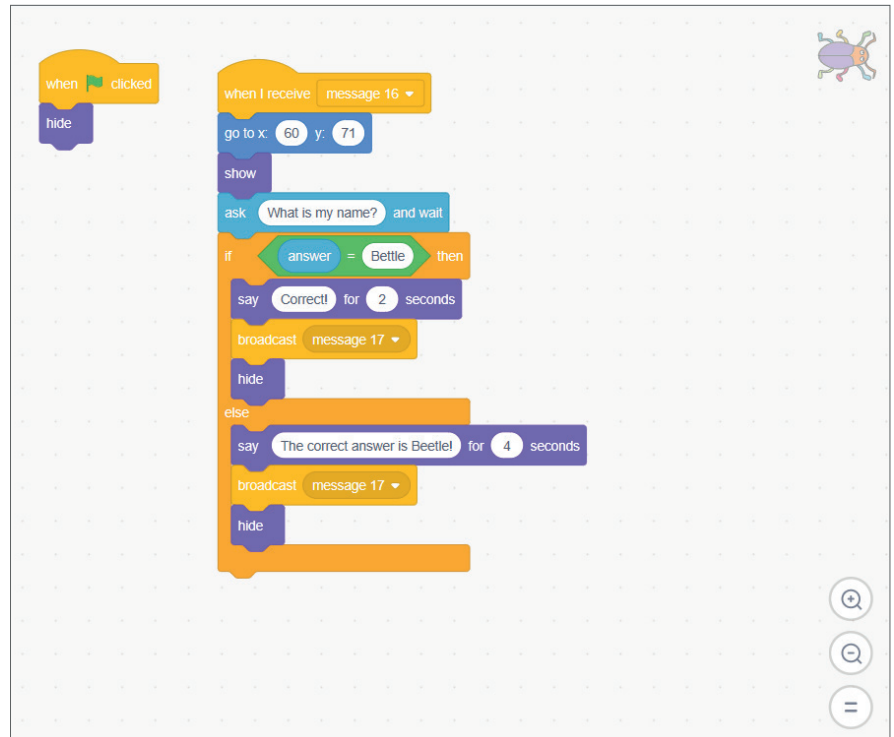 when clicked
hide
when I receive message 16
go to x: 60 y: 71
show
ask What is my name? and wait
if answer = Bettle then
say Correct! for 2 seconds
broadcast message 17
hide
else
say The correct answer is Beetle! for 4 seconds
broadcast message 17
hide